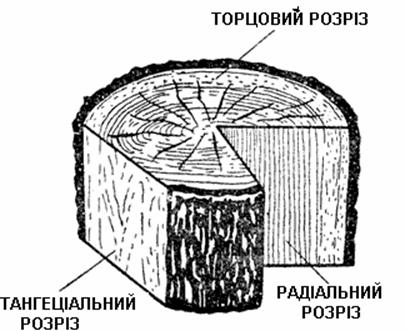 ТОРЦОВИЙ РОЗРІЗ
ТАНГЕЦІАЛЬНИЙ
РОЗРІЗ
РАДІАЛЬНИЙ
РОЗРІЗ